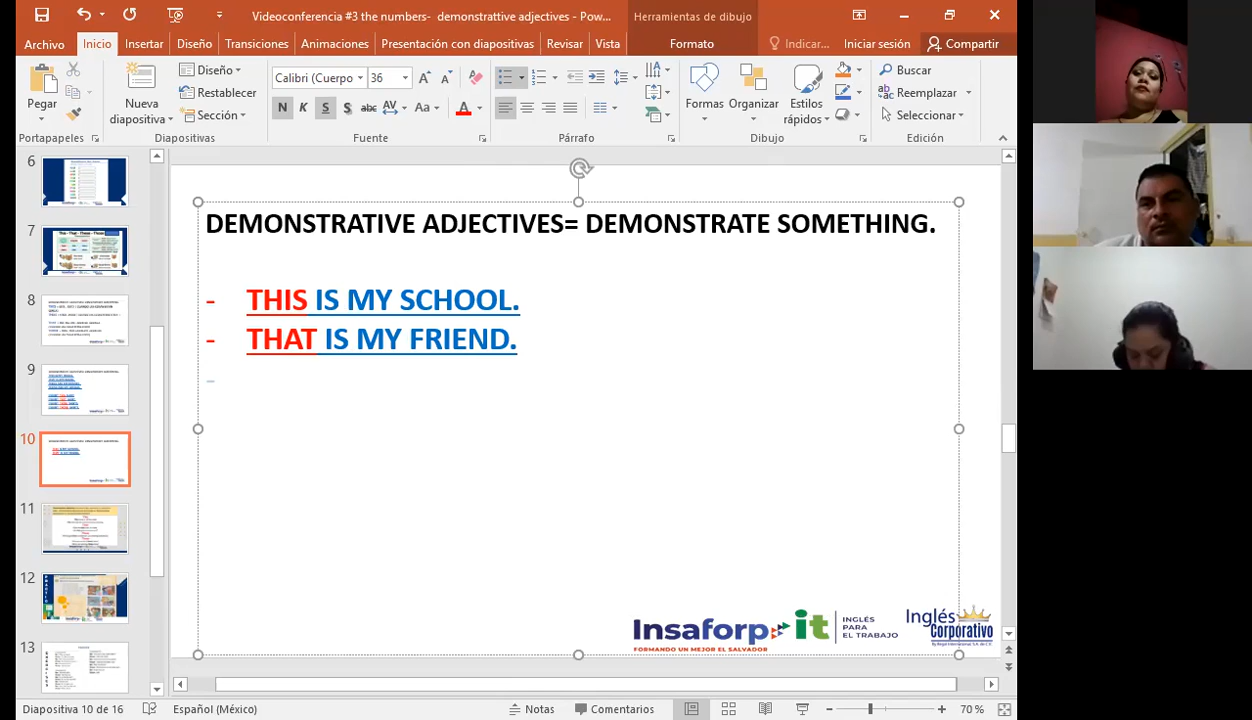 Videoconferencia #3 the numbers- demonstrattive adjectives - Pow...
Herramientas de dibujo
Archivo Inicio Insertar Diseño Transiciones Animaciones Presentación con diapositivas Revisar Vista Formato Indicar... Iniciar sesión Compartir
Pegar
Nueva diapositiva
Diseño
Restablecer
Sección
Calibri (Cuerpo 36
N K S S abc AV Aa A
Formas
Organizar
Estilos rápidos
Buscar
Reemplazar
Seleccionar
Portapapeles Diapositivas Fuente Párrafo Dibujo Edición
6
7
8
9
10
11
12
13
DEMONSTRATIVE ADJECTIVES= DEMONSTRATE SOMETHING.
- THIS IS MY SCHOOL.
- THAT IS MY FRIEND.
-
Insaforp it INGLÉS PARA EL TRABAJO
FORMANDO UN MEJOR EL SALVADOR
Inglés Corporativo
Diapositiva 10 de 16 Español (México) Notas Comentarios 70 %